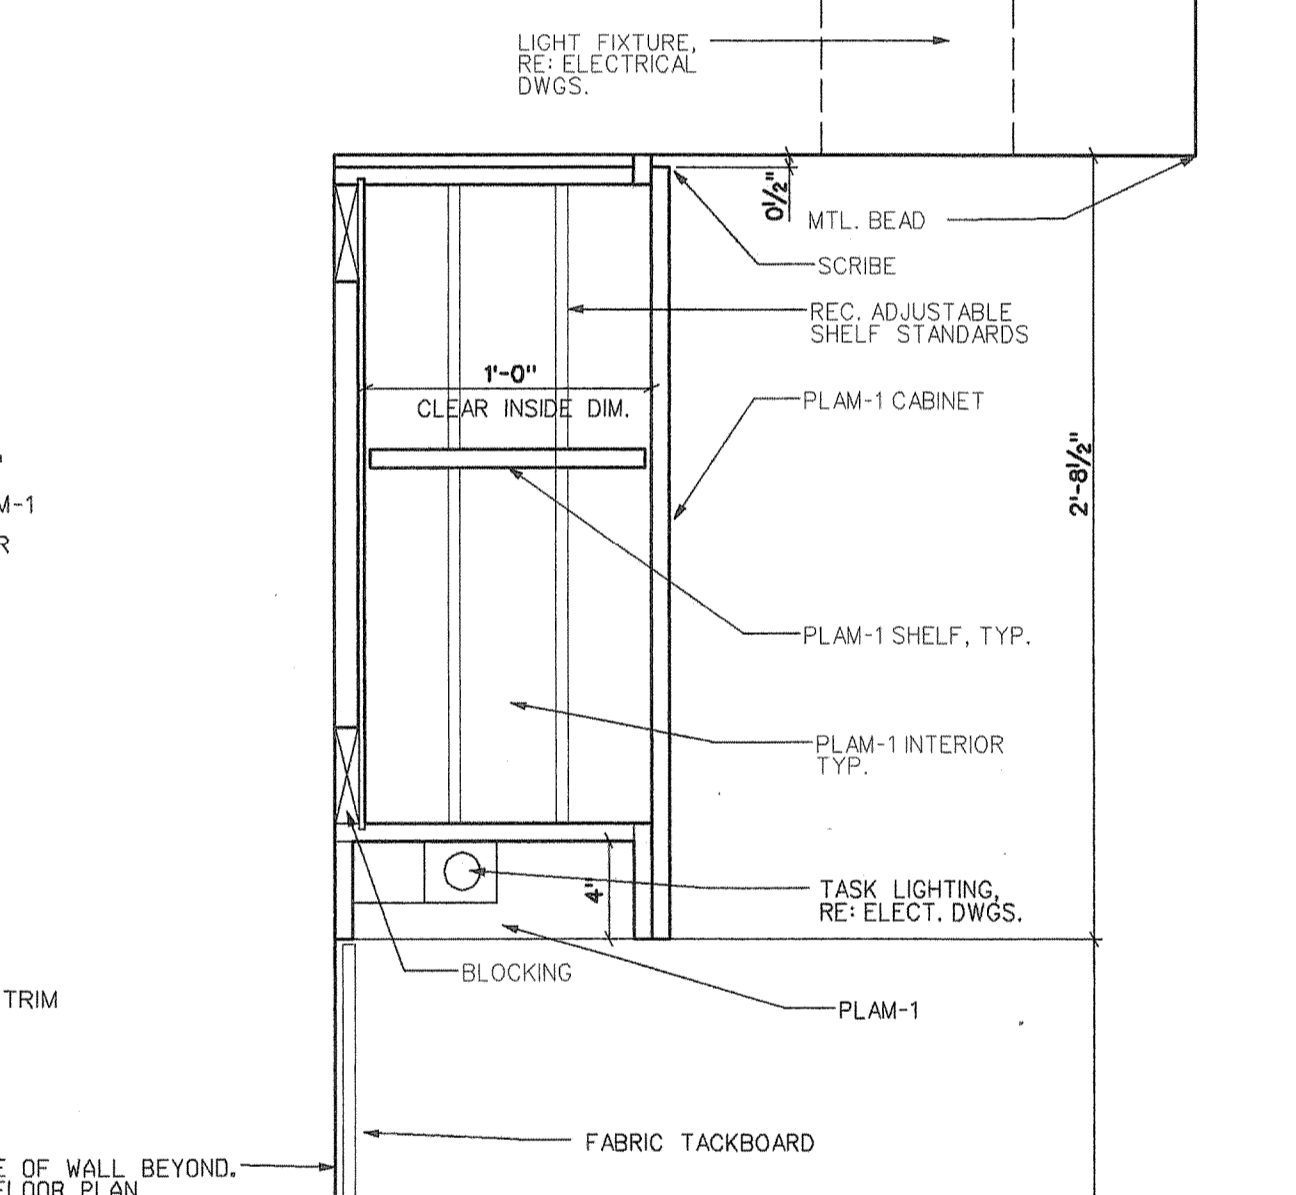 LIGHT FIXTURE,
RE: ELECTRICAL
DWGS.
0½"
MTL. BEAD
SCRIBE
REC. ADJUSTABLE
SHELF STANDARDS
1'-0"
CLEAR INSIDE DIM.
PLAM-1 CABINET
2'-8½"
M-1
R
PLAM-1 SHELF, TYP.
PLAM-1 INTERIOR
TYP.
4"
TASK LIGHTING,
RE: ELECT. DWGS.
BLOCKING
TRIM
PLAM-1
FABRIC TACKBOARD
E OF WALL BEYOND.
FLOOR PLAN